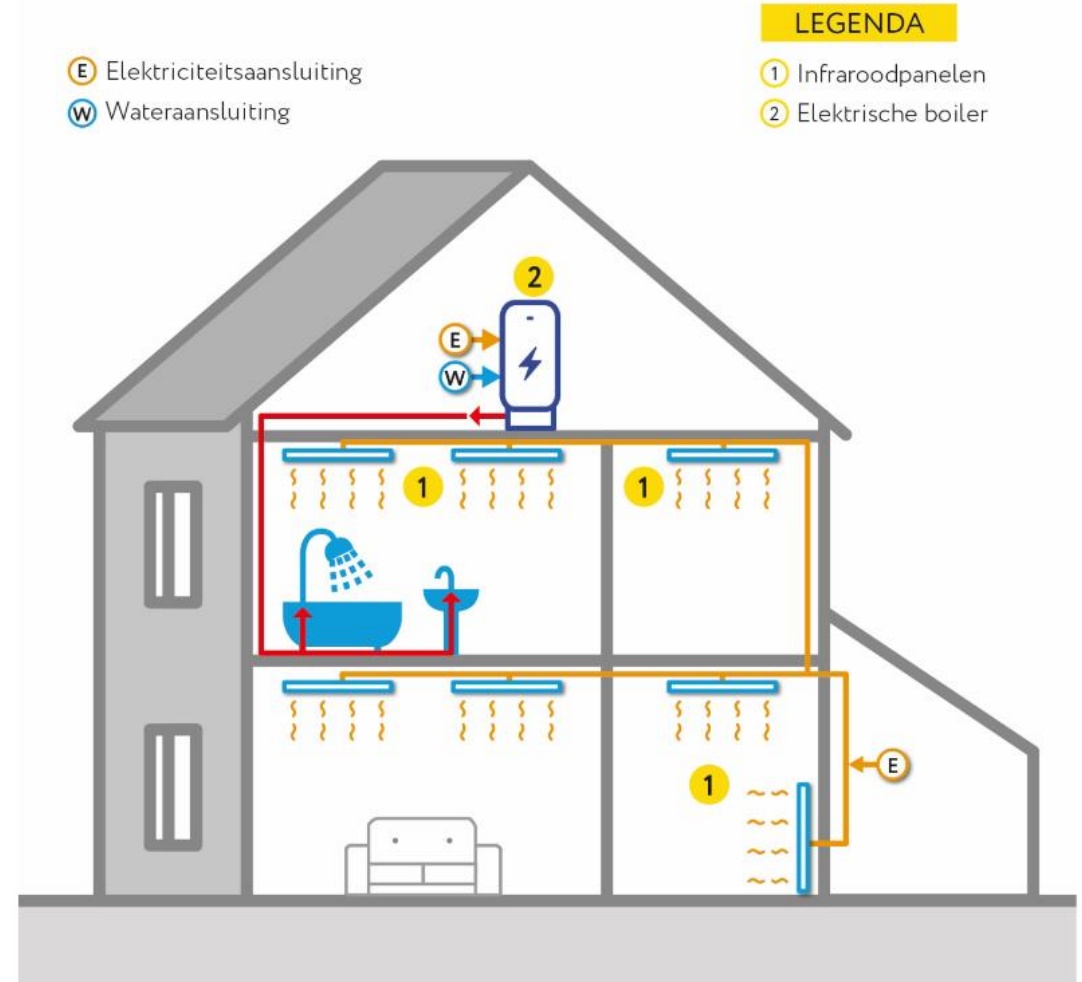 LEGENDA
E Elektriciteitsaansluiting
W Wateraansluiting
1 Infraroodpanelen
2 Elektrische boiler
2
E
W
1
1
1
E